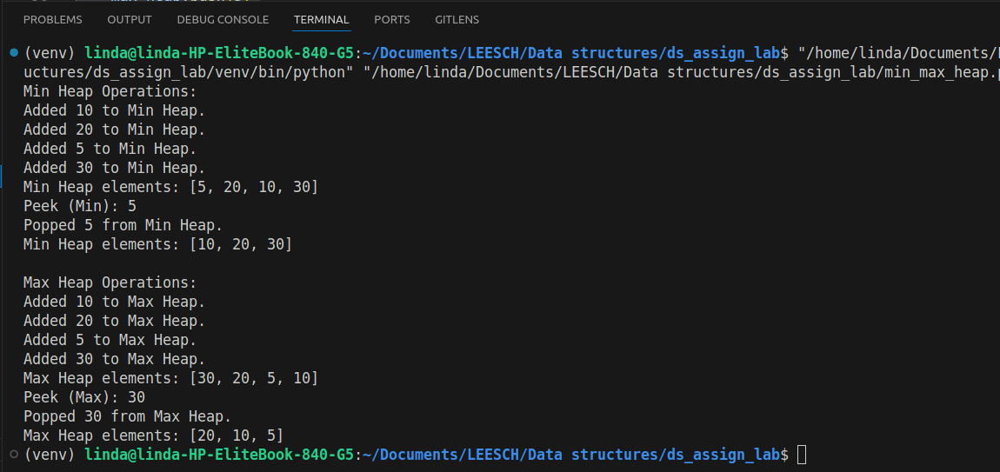 PROBLEMS OUTPUT DEBUG CONSOLE TERMINAL PORTS GITLENS
(venv) linda@linda-HP-EliteBook-840-G5:~/Documents/LEESCH/Data structures/ds_assign_lab$ "/home/linda/Documents/
uctures/ds_assign_lab/venv/bin/python" "/home/linda/Documents/LEESCH/Data structures/ds_assign_lab/min_max_heap.
Min Heap Operations:
Added 10 to Min Heap.
Added 20 to Min Heap.
Added 5 to Min Heap.
Added 30 to Min Heap.
Min Heap elements: [5, 20, 10, 30]
Peek (Min): 5
Popped 5 from Min Heap.
Min Heap elements: [10, 20, 30]
Max Heap Operations:
Added 10 to Max Heap.
Added 20 to Max Heap.
Added 5 to Max Heap.
Added 30 to Max Heap.
Max Heap elements: [30, 20, 5, 10]
Peek (Max): 30
Popped 30 from Max Heap.
Max Heap elements: [20, 10, 5]
(venv) linda@linda-HP-EliteBook-840-G5:~/Documents/LEESCH/Data structures/ds_assign_lab$